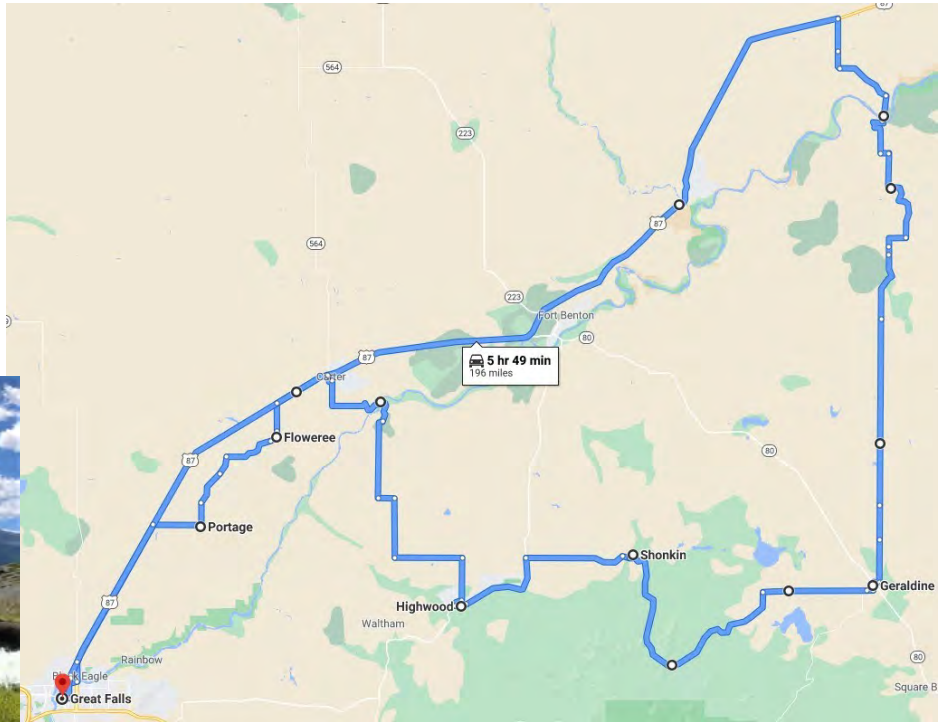 87
564
223
564
87
223
Fort Benton
80
87
5 hr 49 min
196 miles
Floweree
87
80
Portage
Shonkin
Geraldine
87
Highwood
Waltham
80
Rainbow
Great Falls